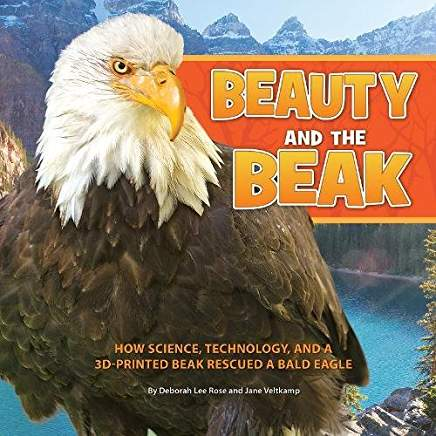 BEAUTY
AND THE
BEAK
HOW SCIENCE, TECHNOLOGY, AND A
3D-PRINTED BEAK RESCUED A BALD EAGLE
By Deborah Lee Rose and Jane Veltkamp